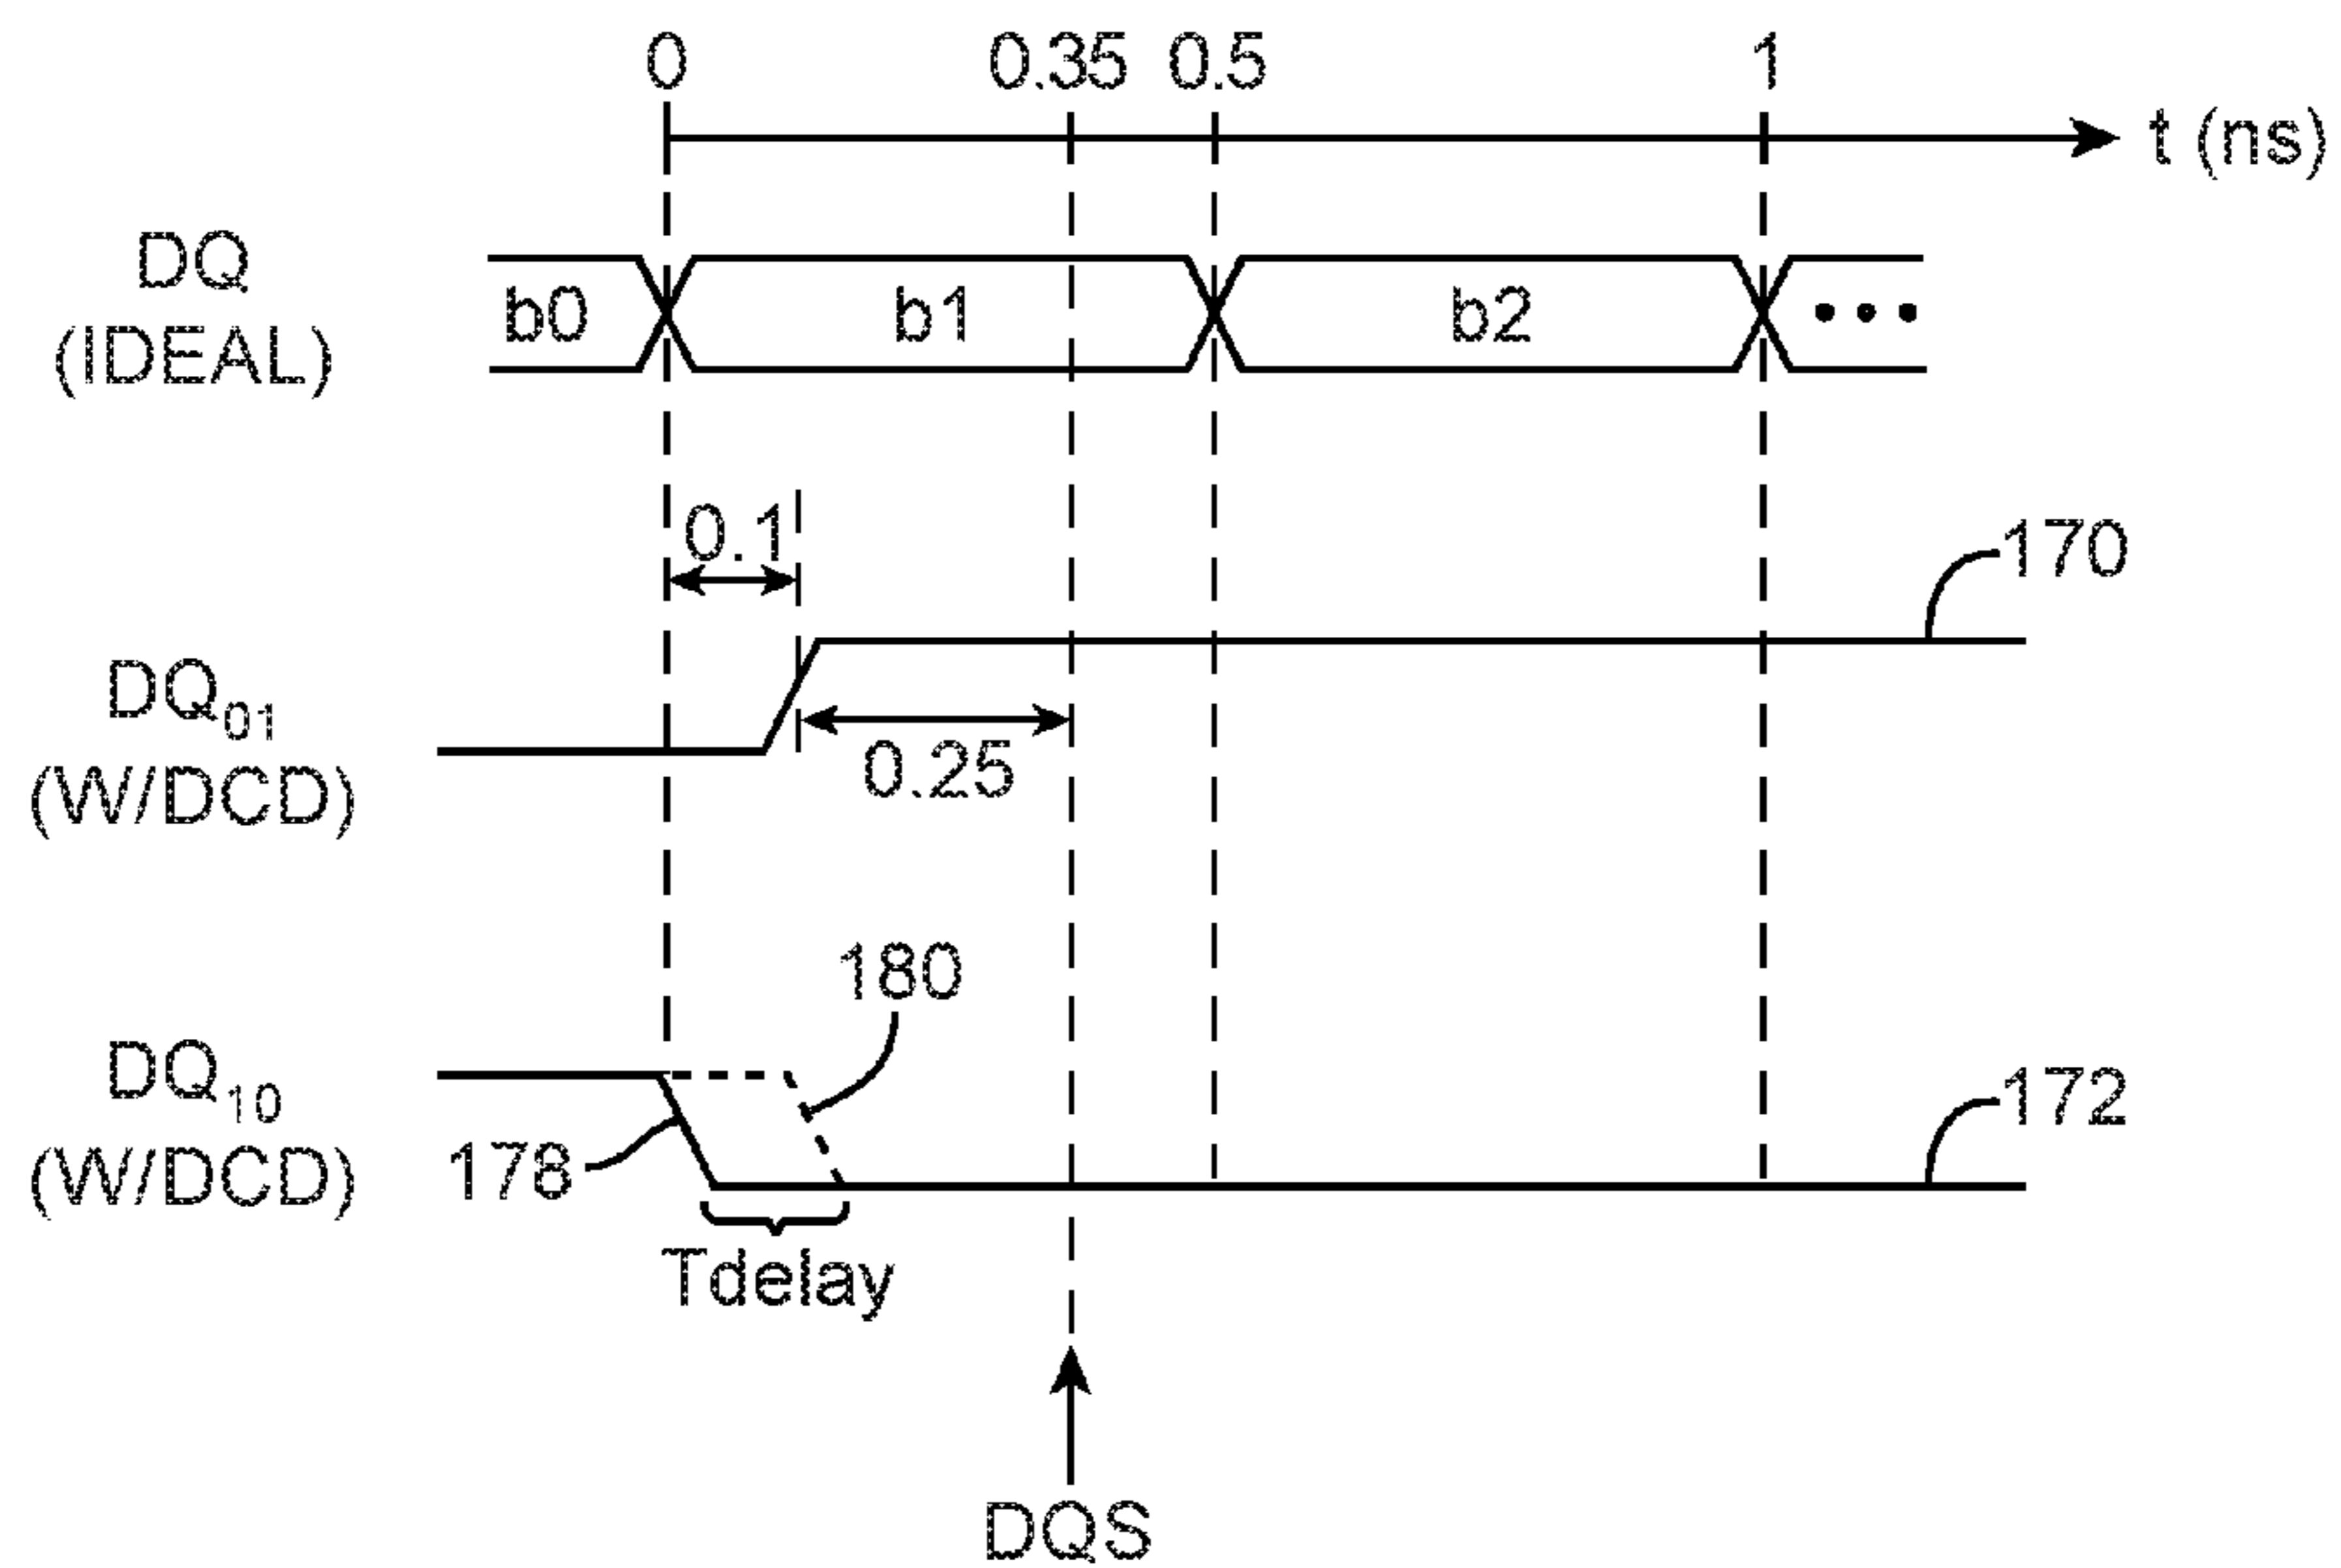 0 0.35 0.5 1
t (ns)
DQ
(IDEAL)
b0 b1 b2
0.1
170
DQ01
(W/DCD)
0.25
180
DQ10
(W/DCD)
178
172
Tdelay
DQS